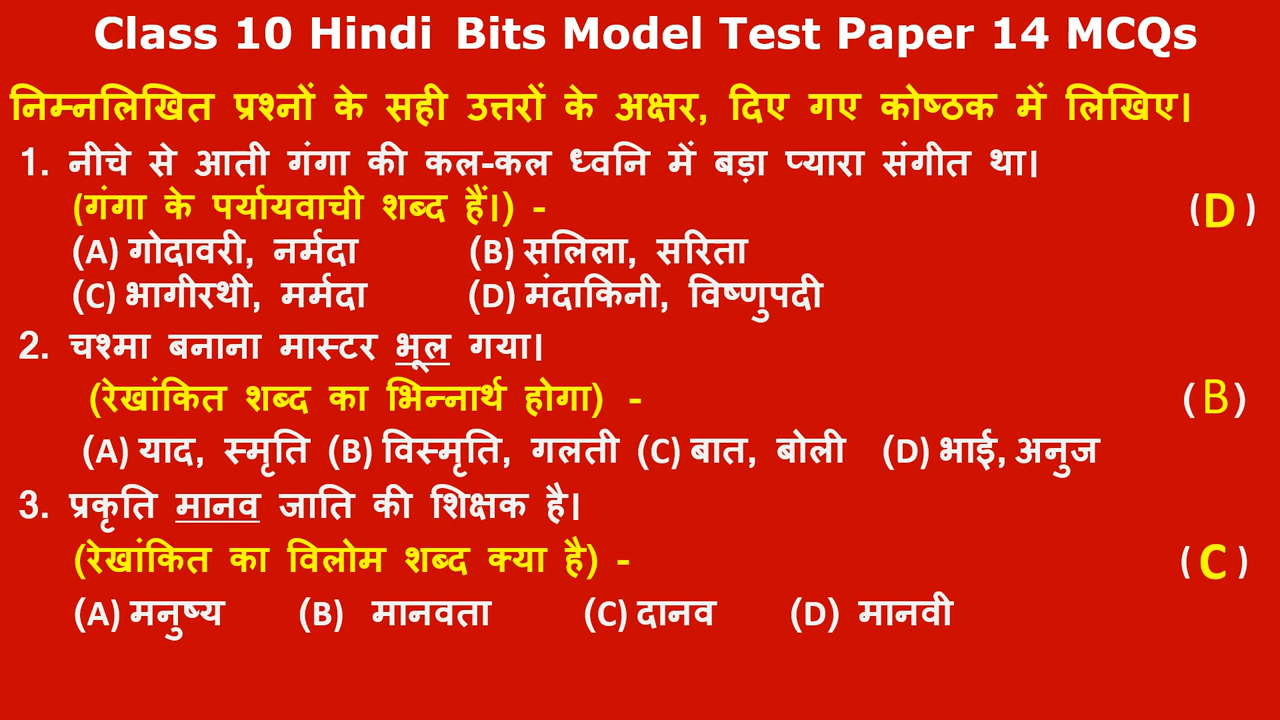 Class 10 Hindi Bits Model Test Paper 14 MCQs
निम्नलिखित प्रश्नों के सही उत्तरों के अक्षर, दिए गए कोष्ठक में लिखिए।
1. नीचे से आती गंगा की कल-कल ध्वनि में बड़ा प्यारा संगीत था।
(गंगा के पर्यायवाची शब्द हैं।) - (D)
(A) गोदावरी, नर्मदा (B) सलिला, सरिता
(C) भागीरथी, मर्मदा (D) मंदाकिनी, विष्णुपदी
2. चश्मा बनाना मास्टर भूल गया।
(रेखांकित शब्द का भिन्नार्थ होगा) - (B)
(A) याद, स्मृति (B) विस्मृति, गलती (C) बात, बोली (D) भाई, अनुज
3. प्रकृति मानव जाति की शिक्षक है।
(रेखांकित का विलोम शब्द क्या है) - (C)
(A) मनुष्य (B) मानवता (C) दानव (D) मानवी